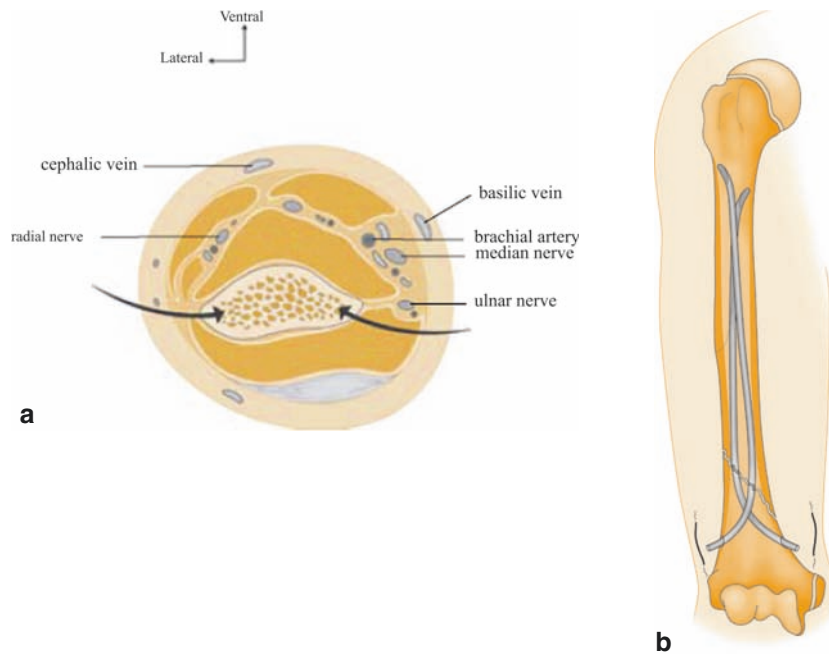 Ventral
Lateral
cephalic vein
basilic vein
radial nerve
brachial artery
median nerve
ulnar nerve
a
b